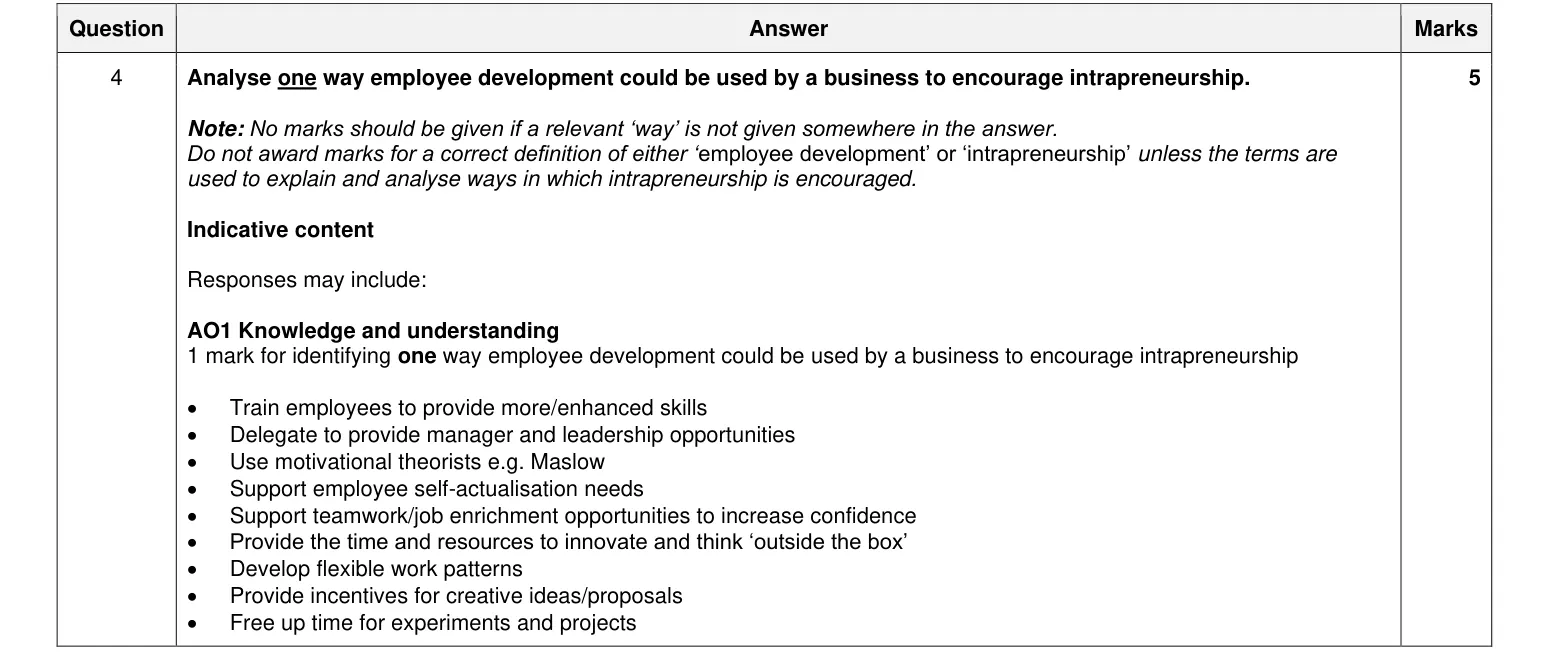 Question Answer Marks
4 Analyse one way employee development could be used by a business to encourage intrapreneurship. 5
Note: No marks should be given if a relevant ‘way’ is not given somewhere in the answer.
Do not award marks for a correct definition of either ‘employee development’ or ‘intrapreneurship’ unless the terms are
used to explain and analyse ways in which intrapreneurship is encouraged.
Indicative content
Responses may include:
AO1 Knowledge and understanding
1 mark for identifying one way employee development could be used by a business to encourage intrapreneurship
• Train employees to provide more/enhanced skills
• Delegate to provide manager and leadership opportunities
• Use motivational theorists e.g. Maslow
• Support employee self-actualisation needs
• Support teamwork/job enrichment opportunities to increase confidence
• Provide the time and resources to innovate and think ‘outside the box’
• Develop flexible work patterns
• Provide incentives for creative ideas/proposals
• Free up time for experiments and projects